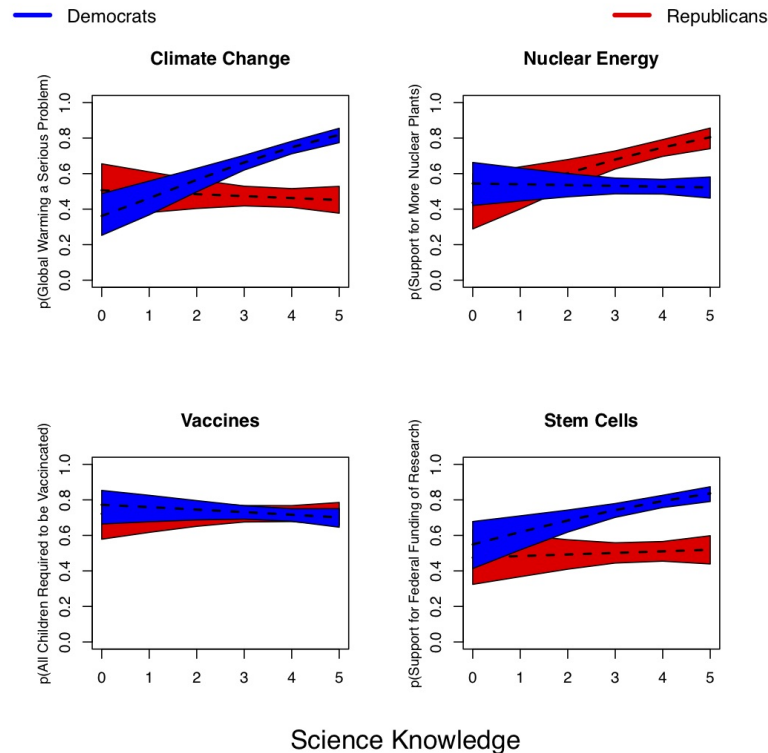 Democrats
Republicans
Climate Change
p(Global Warming a Serious Problem)
0.0 0.2 0.4 0.6 0.8 1.0
0 1 2 3 4 5
Nuclear Energy
p(Support for More Nuclear Plants)
0.0 0.2 0.4 0.6 0.8 1.0
0 1 2 3 4 5
Vaccines
p(All Children Required to be Vaccincated)
0.0 0.2 0.4 0.6 0.8 1.0
0 1 2 3 4 5
Stem Cells
p(Support for Federal Funding of Research)
0.0 0.2 0.4 0.6 0.8 1.0
0 1 2 3 4 5
Science Knowledge